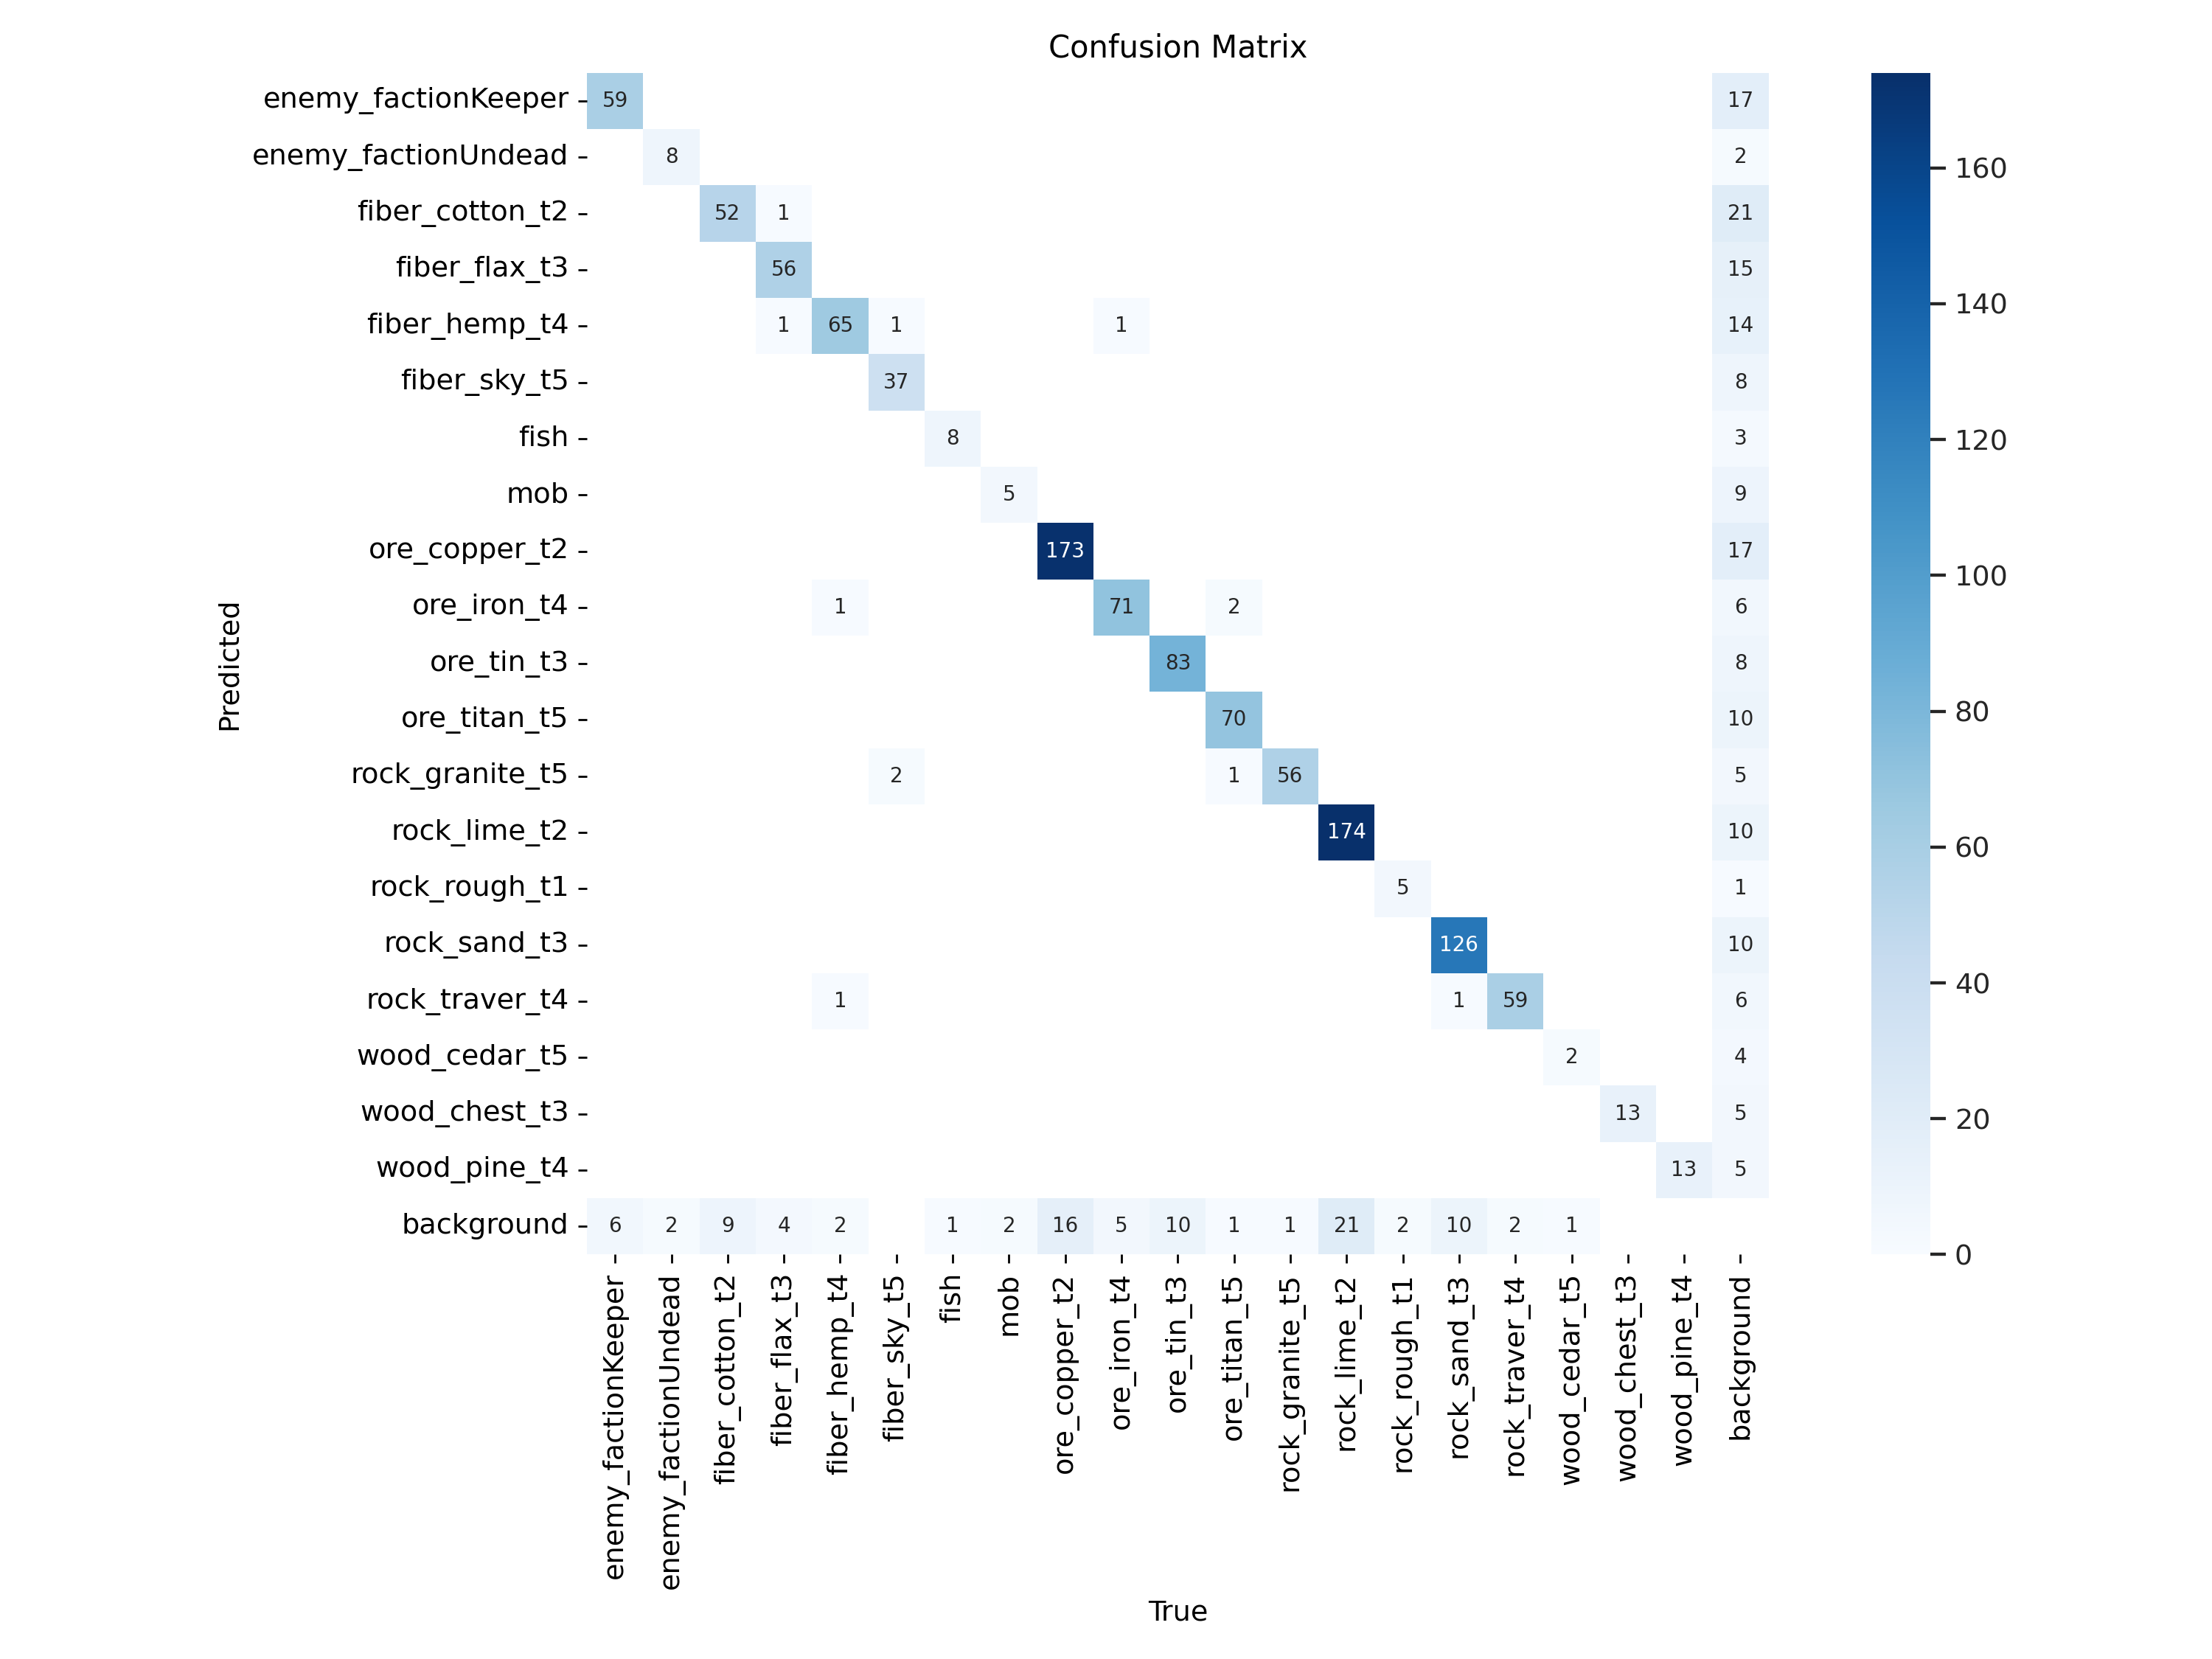 Confusion Matrix
enemy_factionKeeper 59 17
enemy_factionUndead 8 2
fiber_cotton_t2 52 1 21
fiber_flax_t3 56 15
fiber_hemp_t4 1 65 1 1 14
fiber_sky_t5 37 8
fish 8 3
mob 5 9
ore_copper_t2 173 17
ore_iron_t4 1 71 2 6
ore_tin_t3 83 8
ore_titan_t5 70 10
rock_granite_t5 2 1 56 5
rock_lime_t2 174 10
rock_rough_t1 5 1
rock_sand_t3 126 10
rock_traver_t4 1 1 59 6
wood_cedar_t5 2 4
wood_chest_t3 13 5
wood_pine_t4 13 5
background 6 2 9 4 2 1 2 16 5 10 1 1 21 2 10 2 1
Predicted
enemy_factionKeeper
enemy_factionUndead
fiber_cotton_t2
fiber_flax_t3
fiber_hemp_t4
fiber_sky_t5
fish
mob
ore_copper_t2
ore_iron_t4
ore_tin_t3
ore_titan_t5
rock_granite_t5
rock_lime_t2
rock_rough_t1
rock_sand_t3
rock_traver_t4
wood_cedar_t5
wood_chest_t3
wood_pine_t4
background
True
160
140
120
100
80
60
40
20
0